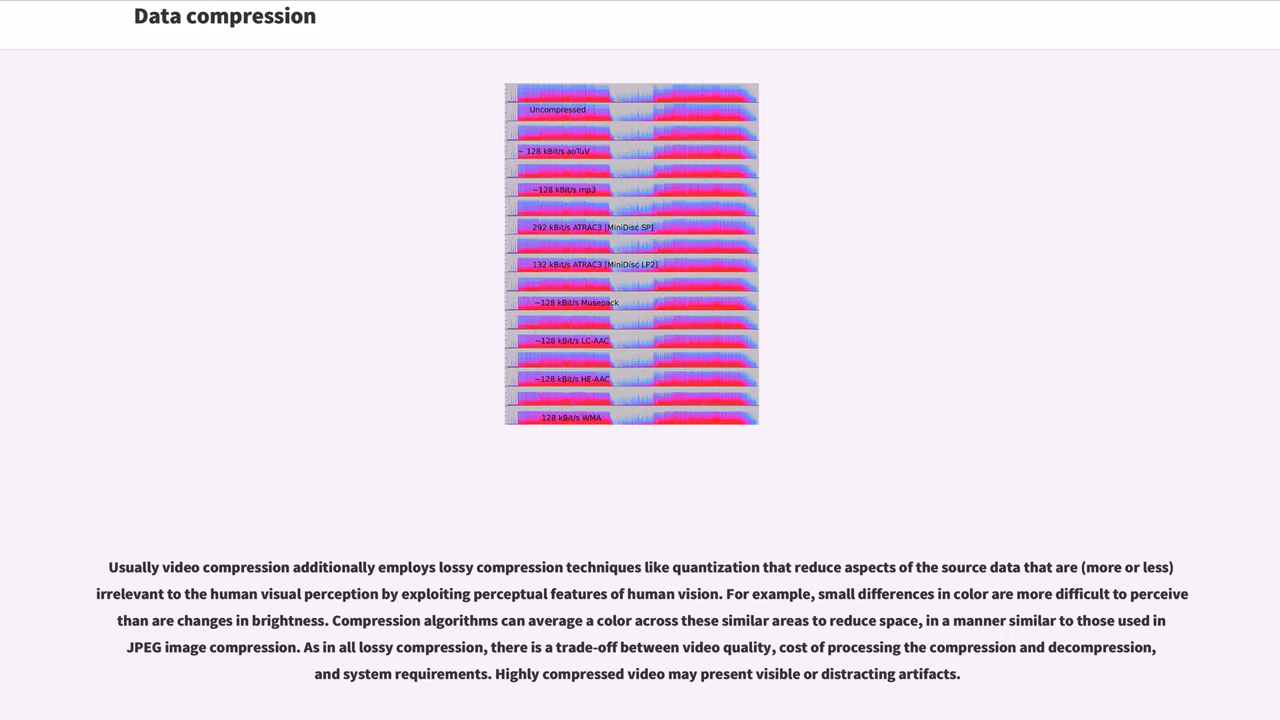 Data compression
Uncompressed
~ 128 kBit/s aoTuV
~128 kBit/s mp3
292 kBit/s ATRAC3 [MiniDisc SP]
132 kBit/s ATRAC3 [MiniDisc LP2]
~128 kBit/s Musepack
~128 kBit/s LC-AAC
~128 kBit/s HE-AAC
128 kBit/s WMA
Usually video compression additionally employs lossy compression techniques like quantization that reduce aspects of the source data that are (more or less)
irrelevant to the human visual perception by exploiting perceptual features of human vision. For example, small differences in color are more difficult to perceive
than are changes in brightness. Compression algorithms can average a color across these similar areas to reduce space, in a manner similar to those used in
JPEG image compression. As in all lossy compression, there is a trade-off between video quality, cost of processing the compression and decompression,
and system requirements. Highly compressed video may present visible or distracting artifacts.